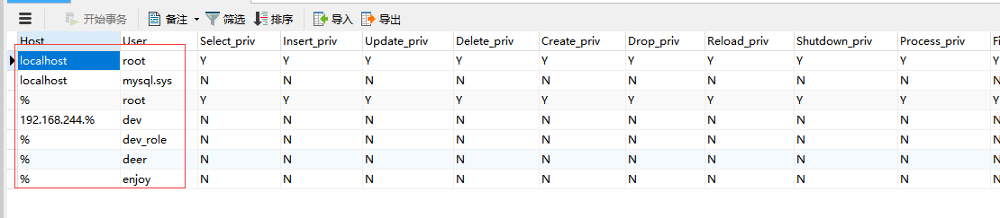 开始事务 备注 筛选 排序 导入 导出
Host User Select_priv Insert_priv Update_priv Delete_priv Create_priv Drop_priv Reload_priv Shutdown_priv Process_priv Fi
localhost root Y Y Y Y Y Y Y Y Y Y
localhost mysql.sys N N N N N N N N N N
% root Y Y Y Y Y Y Y Y Y Y
192.168.244.% dev N N N N N N N N N N
% dev_role N N N N N N N N N N
% deer N N N N N N N N N N
% enjoy N N N N N N N N N N